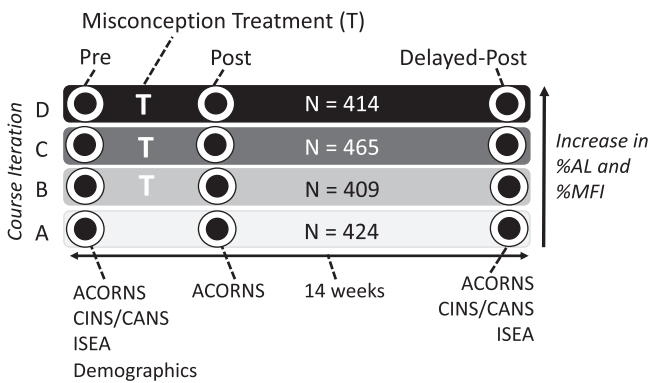 Misconception Treatment (T)
Pre
Post
Delayed-Post
Course Iteration
D
T
N = 414
C
T
N = 465
B
T
N = 409
A
N = 424
Increase in
%AL and
%MFI
ACORNS
CINS/CANS
ISEA
Demographics
ACORNS
14 weeks
ACORNS
CINS/CANS
ISEA